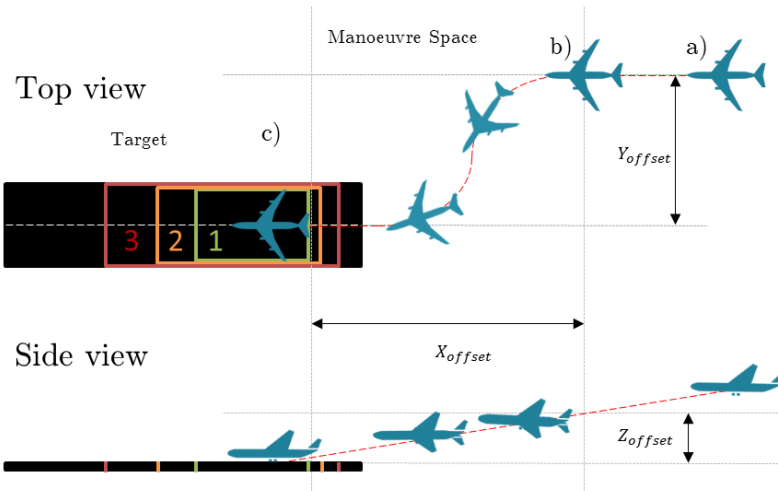 Manoeuvre Space
b)
a)
Top view
Target
c)
Y_offset
3
2
1
Side view
X_offset
Z_offset